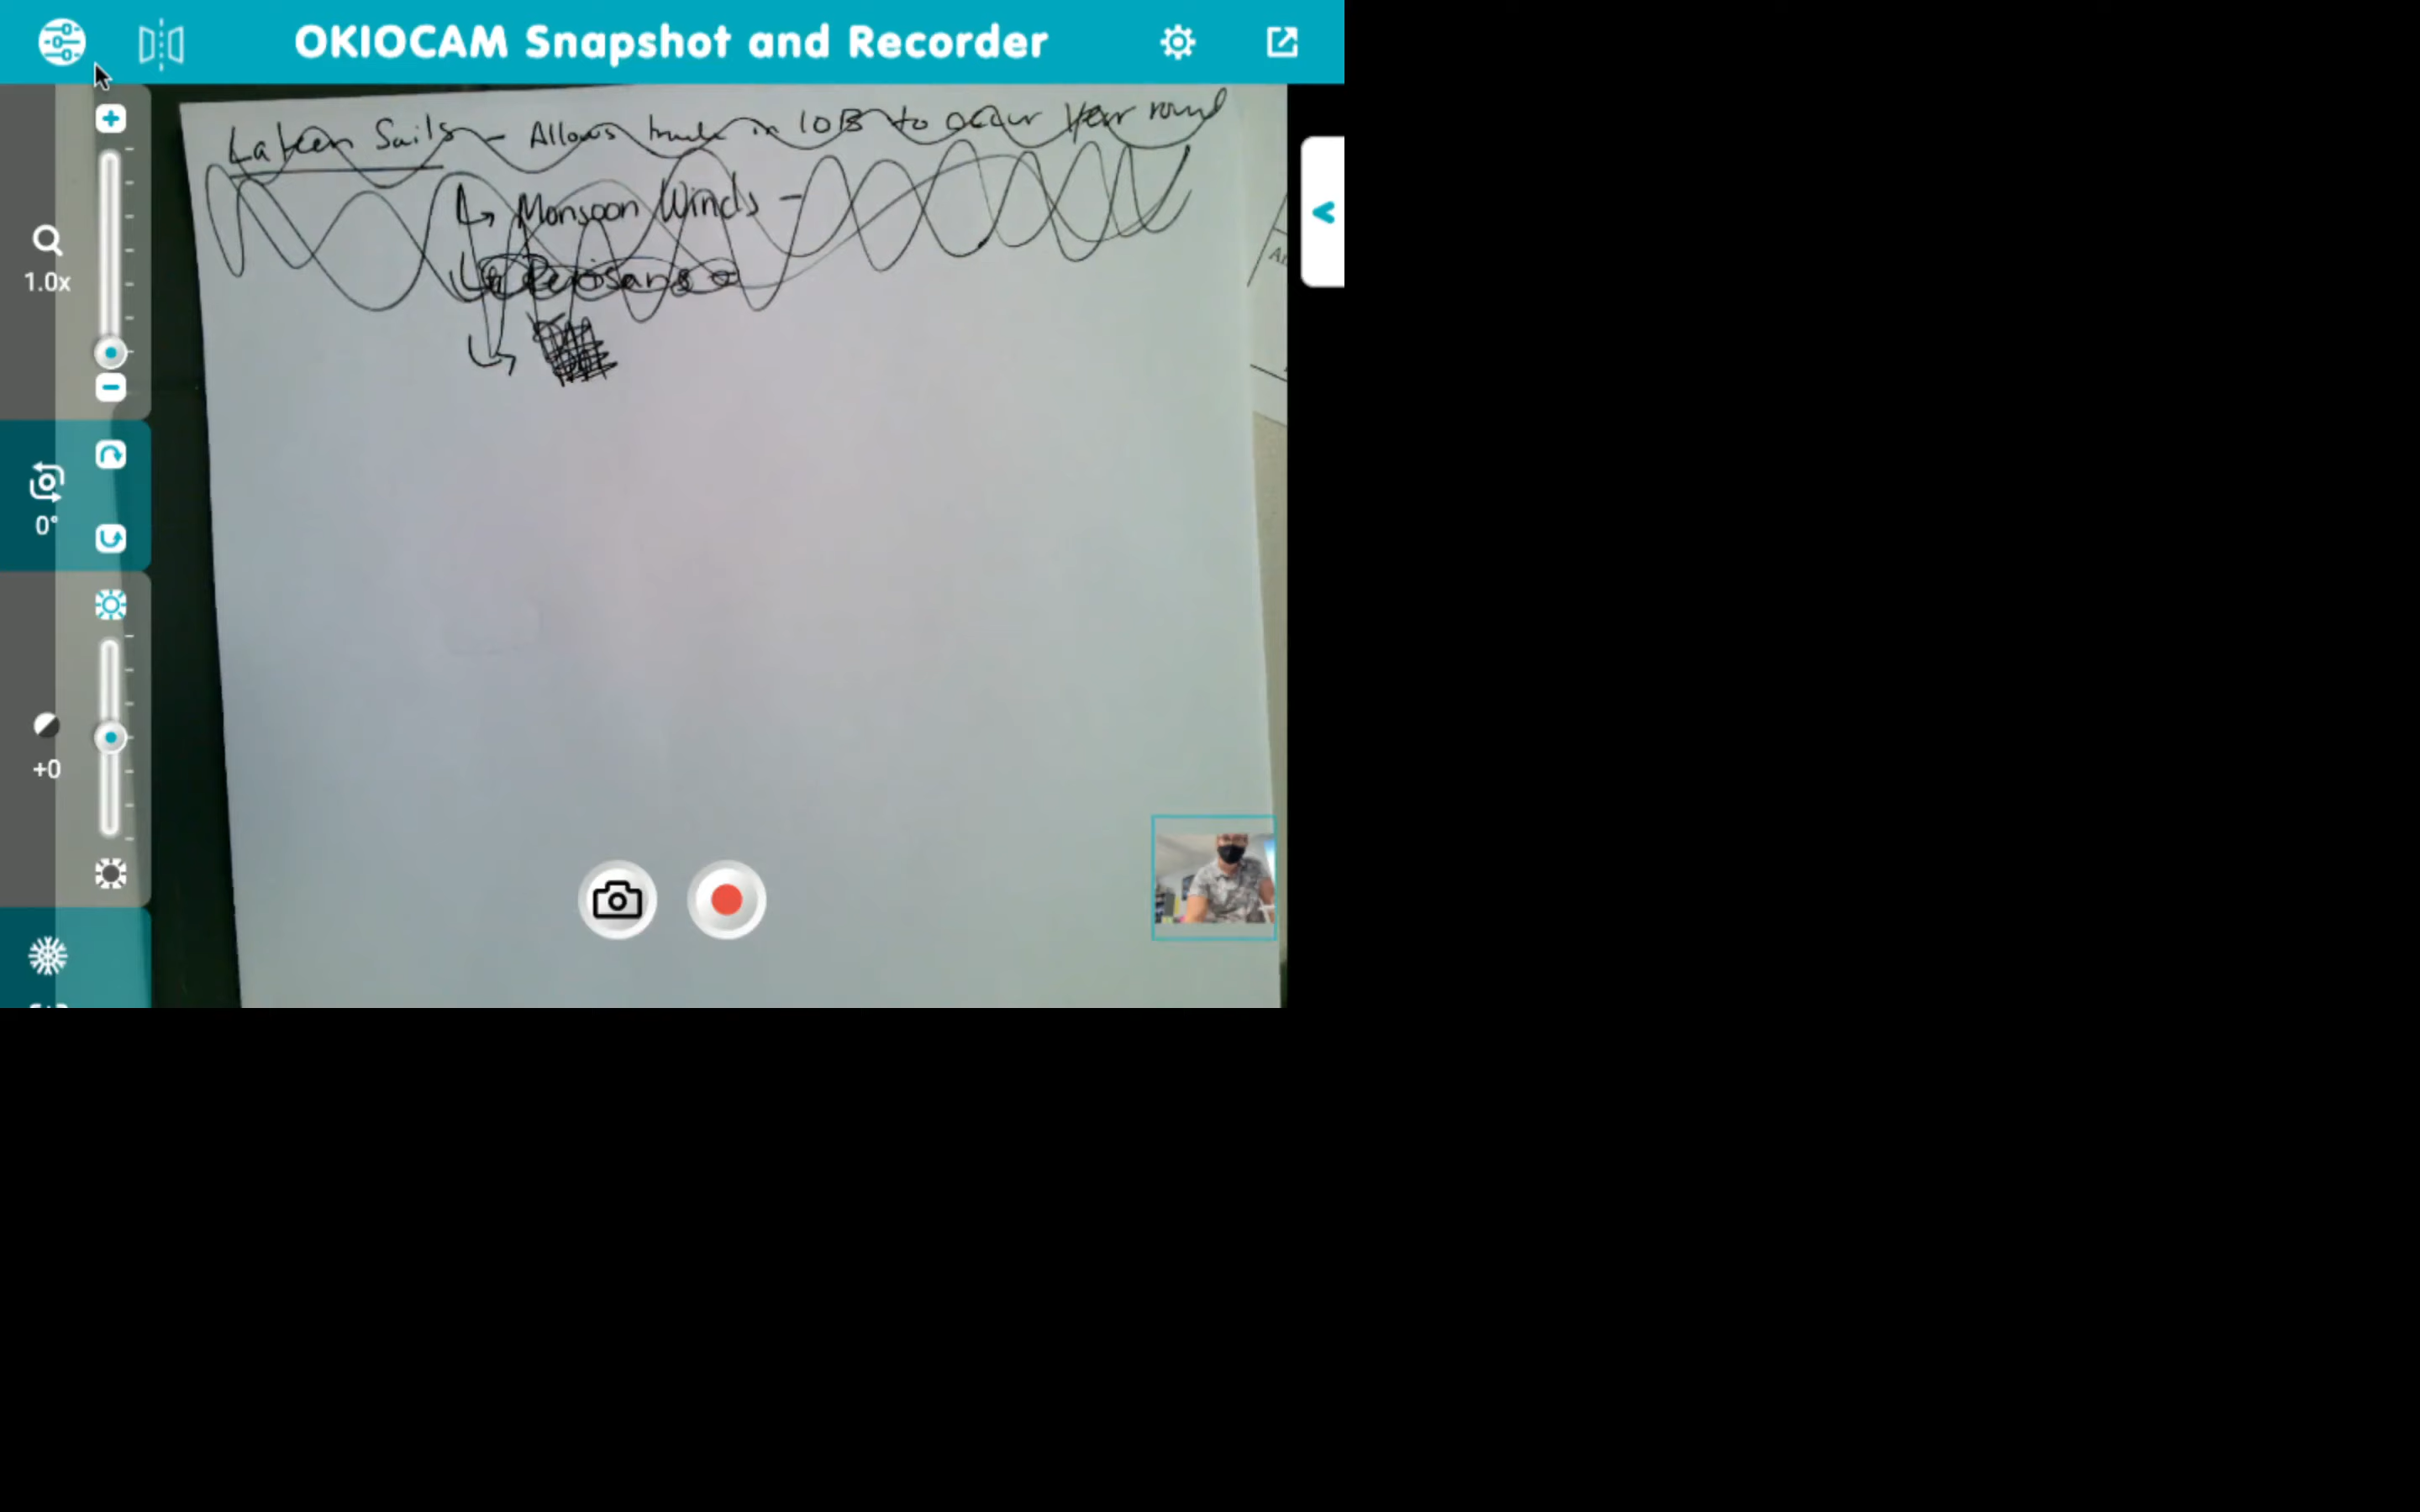 OKIOCAM Snapshot and Recorder
Lateen Sails - Allows trade in IOB to occur Year round
↳ Monsoon Winds -
1.0x
0°
+0